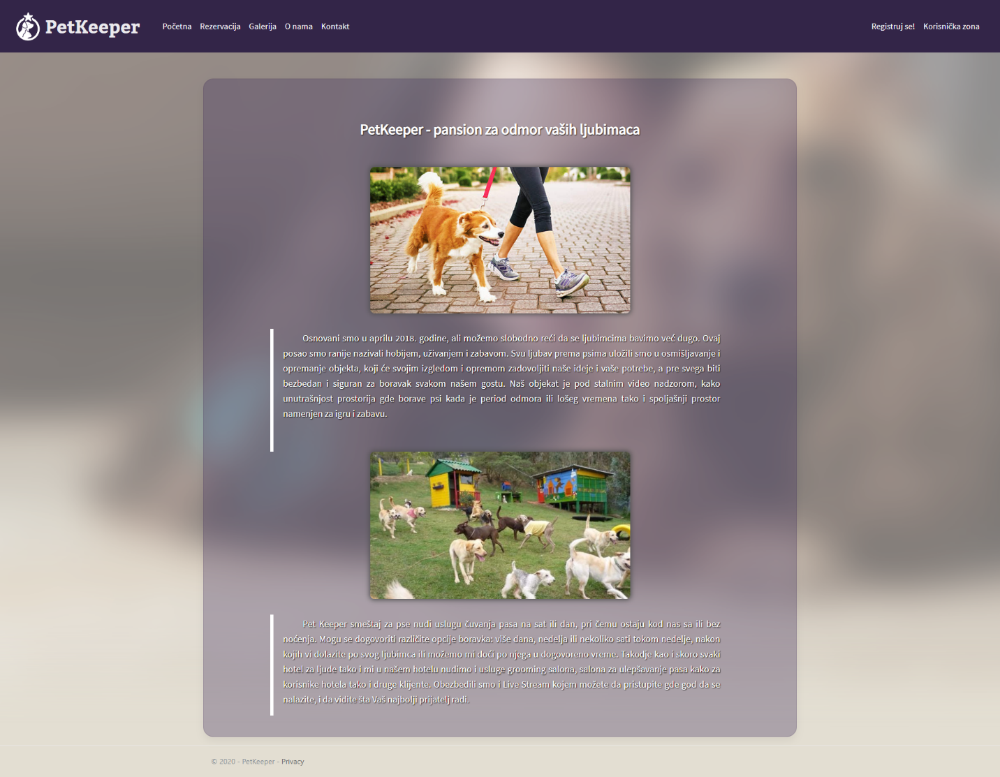 PetKeeper
Početna Rezervacija Galerija O nama Kontakt
Registruj se! Korisnička zona
PetKeeper - pansion za odmor vaših ljubimaca
Osnovani smo u aprilu 2018. godine, ali možemo slobodno reći da se ljubimcima bavimo već dugo. Ovaj
posao smo ranije nazivali hobijem, uživanjem i zabavom. Svu ljubav prema psima uložili smo u osmišljavanje i
opremanje objekta, koji će svojim izgledom i opremom zadovoljiti naše ideje i vaše potrebe, a pre svega biti
bezbedan i siguran za boravak svakom našem gostu. Naš objekat je pod stalnim video nadzorom, kako
unutrašnjost prostorija gde borave psi kada je period odmora ili lošeg vremena tako i spoljašnji prostor
namenjen za igru i zabavu.
Pet Keeper smeštaj za pse nudi uslugu čuvanja pasa na sat ili dan, pri čemu ostaju kod nas sa ili bez
noćenja. Mogu se dogovoriti različite opcije boravka: više dana, nedelja ili nekoliko sati tokom nedelje, nakon
kojih vi dolazite po svog ljubimca ili možemo mi doći po njega u dogovoreno vreme. Takodje kao i skoro svaki
hotel za ljude tako i mi u našem hotelu nudimo i usluge grooming salona, salona za ulepšavanje pasa kako za
korisnike hotela tako i druge klijente. Obezbedili smo i Live Stream kojem možete da pristupite gde god da se
nalazite, i da vidite šta Vaš najbolji prijatelj radi.
© 2020 - PetKeeper - Privacy